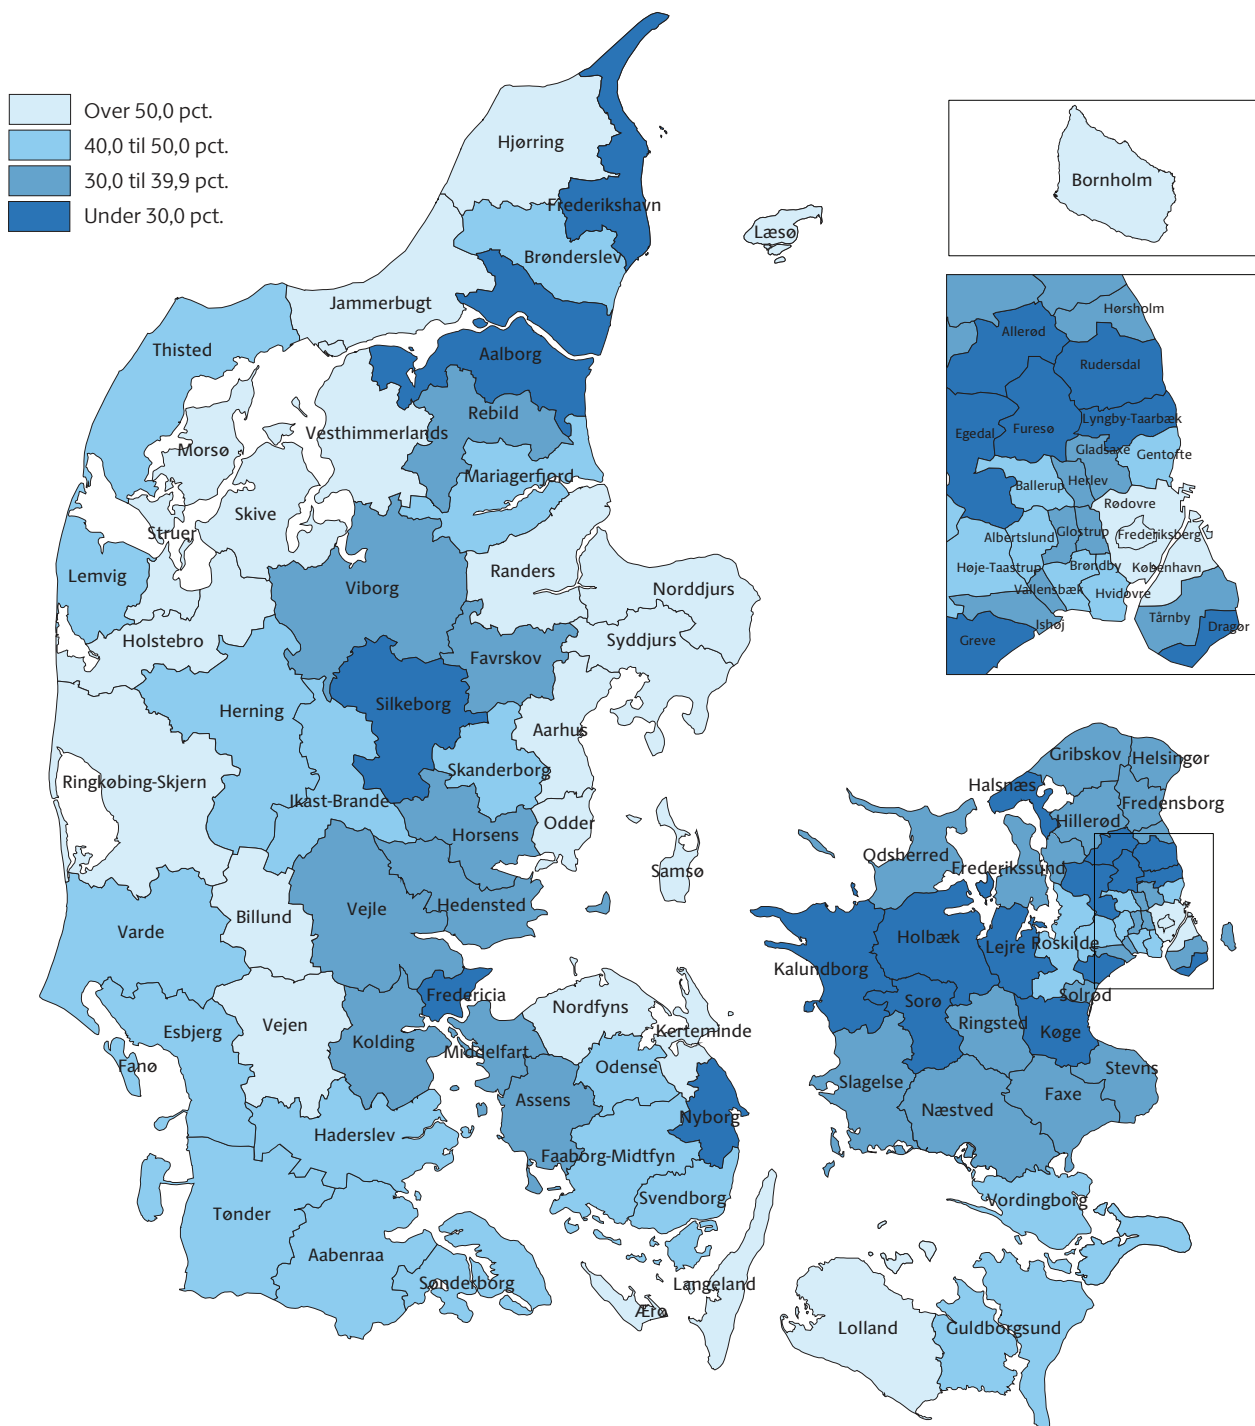 Over 50,0 pct.
40,0 til 50,0 pct.
30,0 til 39,9 pct.
Under 30,0 pct.
Hjørring
Frederikshavn
Læsø
Brønderslev
Jammerbugt
Thisted
Aalborg
Rebild
Vesthimmerlands
Morsø
Mariagerfjord
Skive
Struer
Lemvig
Viborg
Randers
Norddjurs
Holstebro
Syddjurs
Favrskov
Silkeborg
Herning
Aarhus
Skanderborg
Ringkøbing-Skjern
Ikast-Brande
Odder
Horsens
Samsø
Hedensted
Billund
Vejle
Varde
Fredericia
Nordfyns
Vejen
Esbjerg
Kolding
Kerteminde
Middelfart
Fanø
Odense
Assens
Nyborg
Haderslev
Faaborg-Midtfyn
Svendborg
Tønder
Aabenraa
Sønderborg
Langeland
Ærø
Bornholm
Hørsholm
Allerød
Rudersdal
Lyngby-Taarbæk
Egedal
Furesø
Gladsaxe
Gentofte
Ballerup
Herlev
Rødovre
Albertslund
Glostrup
Frederiksberg
Høje-Taastrup
Brøndby
København
Vallensbæk
Hvidovre
Ishøj
Tårnby
Greve
Dragør
Gribskov
Helsingør
Halsnæs
Fredensborg
Hillerød
Odsherred
Frederikssund
Holbæk
Lejre
Roskilde
Kalundborg
Solrød
Sorø
Ringsted
Køge
Stevns
Slagelse
Faxe
Næstved
Vordingborg
Lolland
Guldborgsund